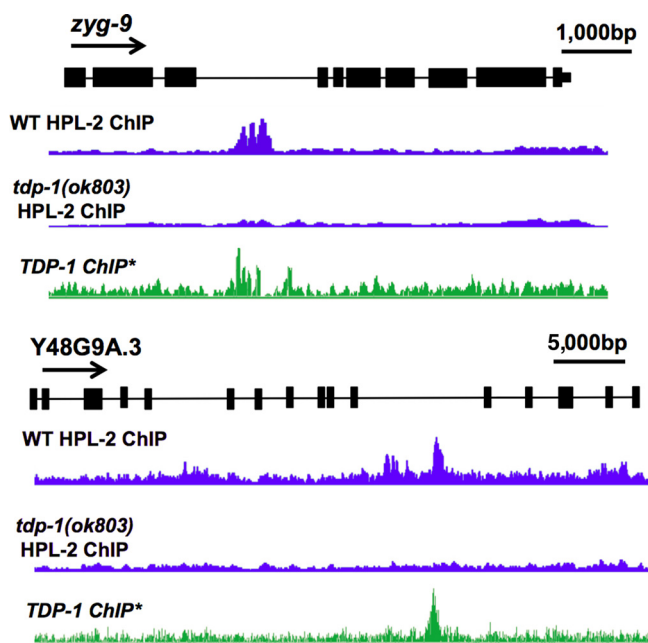 zyg-9
1,000bp
WT HPL-2 ChIP
tdp-1(ok803)
HPL-2 ChIP
TDP-1 ChIP*
Y48G9A.3
5,000bp
WT HPL-2 ChIP
tdp-1(ok803)
HPL-2 ChIP
TDP-1 ChIP*